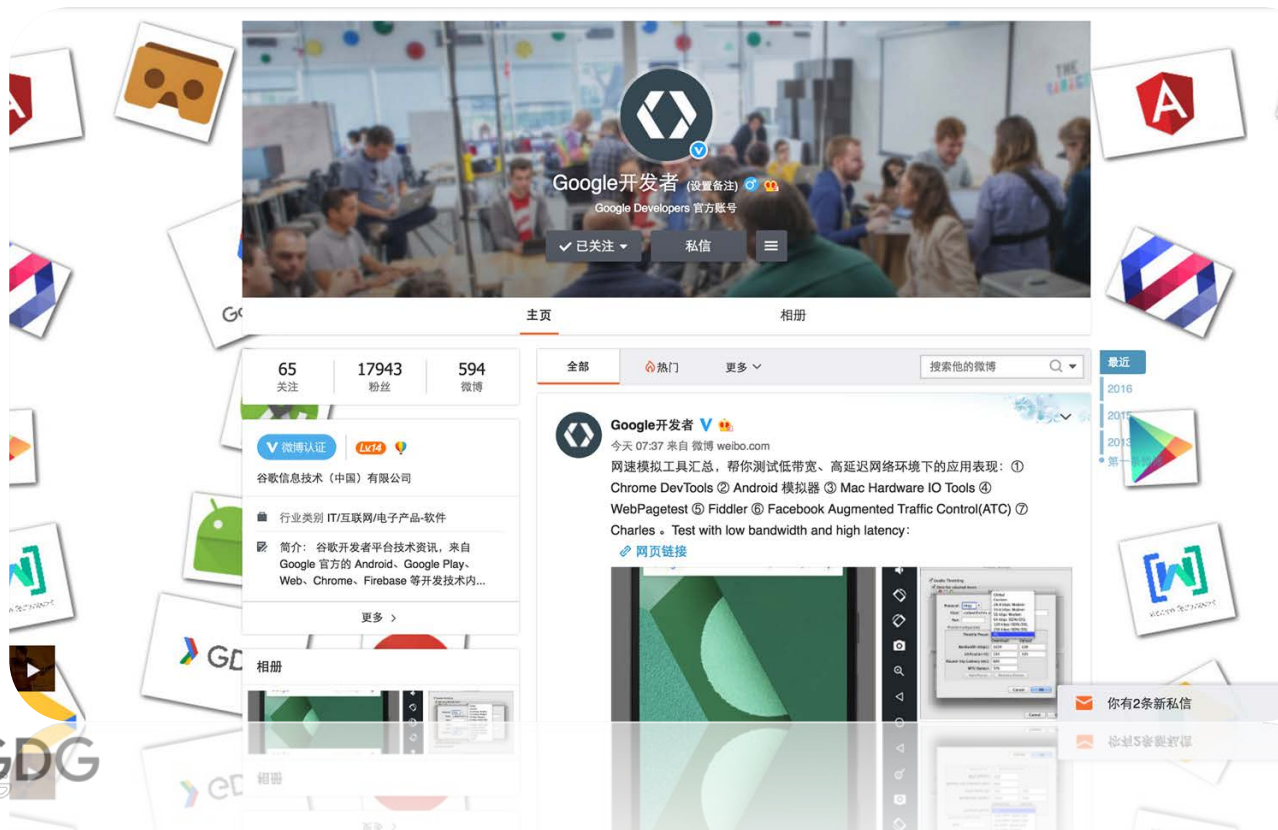 THE
Google开发者 (设置备注)
Google Developers 官方账号
已关注
私信
主页
相册
65
关注
17943
粉丝
594
微博
微博认证
Lv.14
谷歌信息技术（中国）有限公司
行业类别 IT/互联网/电子产品-软件
简介： 谷歌开发者平台技术资讯，来自
Google 官方的 Android、Google Play、
Web、Chrome、Firebase 等开发技术内...
更多
相册
全部
热门
更多
搜索他的微博
Google开发者
今天 07:37 来自 微博 weibo.com
网速模拟工具汇总，帮你测试低带宽、高延迟网络环境下的应用表现：①
Chrome DevTools ② Android 模拟器 ③ Mac Hardware IO Tools ④
WebPagetest ⑤ Fiddler ⑥ Facebook Augmented Traffic Control(ATC) ⑦
Charles 。Test with low bandwidth and high latency：
网页链接
最近
2016
2015
2013
你有2条新私信
GDG